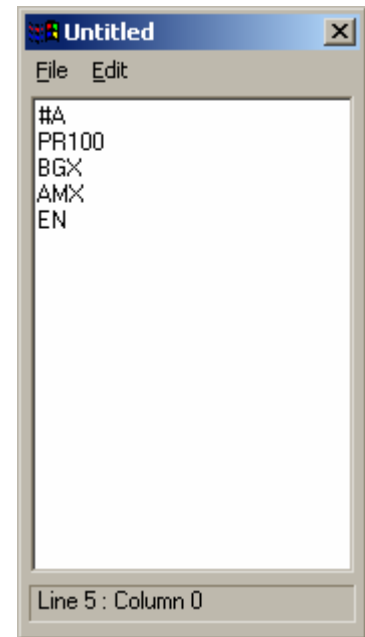 Untitled
File Edit
#A
PR100
BGX
AMX
EN
Line 5 : Column 0